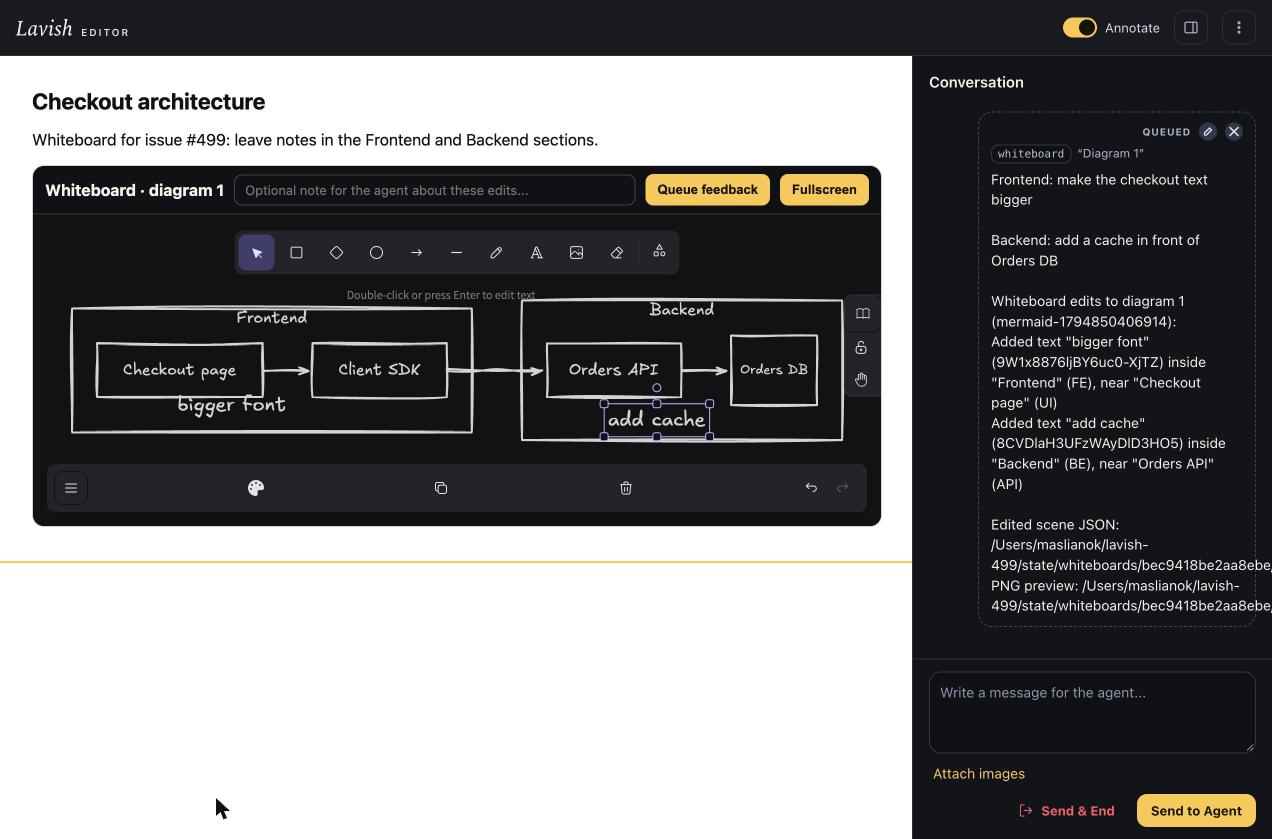 Lavish EDITOR
Annotate
Checkout architecture
Whiteboard for issue #499: leave notes in the Frontend and Backend sections.
Whiteboard · diagram 1
Optional note for the agent about these edits...
Queue feedback
Fullscreen
Double-click or press Enter to edit text
Frontend
Checkout page
Client SDK
bigger font
Backend
Orders API
Orders DB
add cache
Conversation
QUEUED
whiteboard "Diagram 1"
Frontend: make the checkout text
bigger
Backend: add a cache in front of
Orders DB
Whiteboard edits to diagram 1
(mermaid-1794850406914):
Added text "bigger font"
(9W1x8876ljBY6uc0-XjTZ) inside
"Frontend" (FE), near "Checkout
page" (UI)
Added text "add cache"
(8CVDlaH3UFzWAyDlD3HO5) inside
"Backend" (BE), near "Orders API"
(API)
Edited scene JSON:
/Users/maslianok/lavish-
499/state/whiteboards/bec9418be2aa8ebe/
PNG preview: /Users/maslianok/lavish-
499/state/whiteboards/bec9418be2aa8ebe/
Write a message for the agent...
Attach images
Send & End
Send to Agent